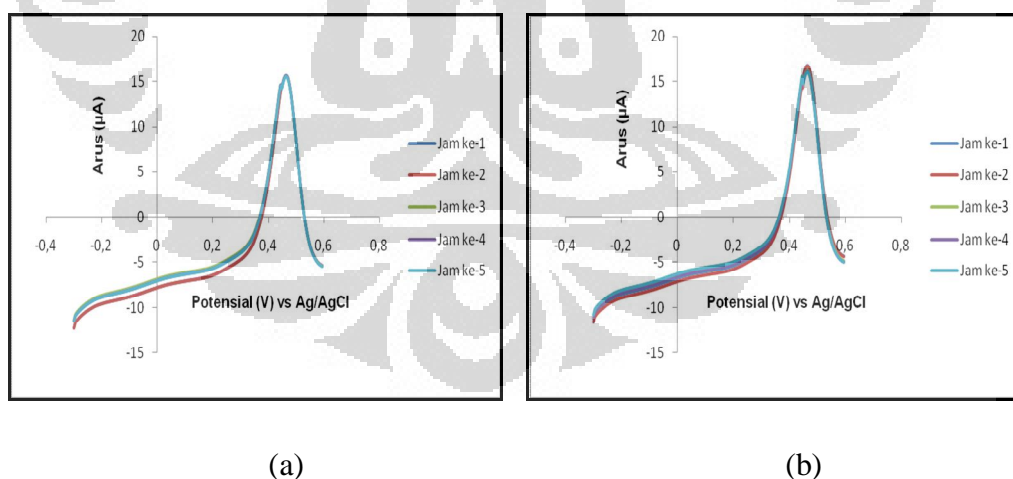 20
15
10
5
0
-5
-10
-15
-0,4
-0,2
0
0,2
0,4
0,6
0,8
Arus (µA)
Potensial (V) vs Ag/AgCl
Jam ke-1
Jam ke-2
Jam ke-3
Jam ke-4
Jam ke-5
(a)
20
15
10
5
0
-5
-10
-15
-0,4
-0,2
0
0,2
0,4
0,6
0,8
Arus (µA)
Potensial (V) vs Ag/AgCl
Jam ke-1
Jam ke-2
Jam ke-3
Jam ke-4
Jam ke-5
(b)